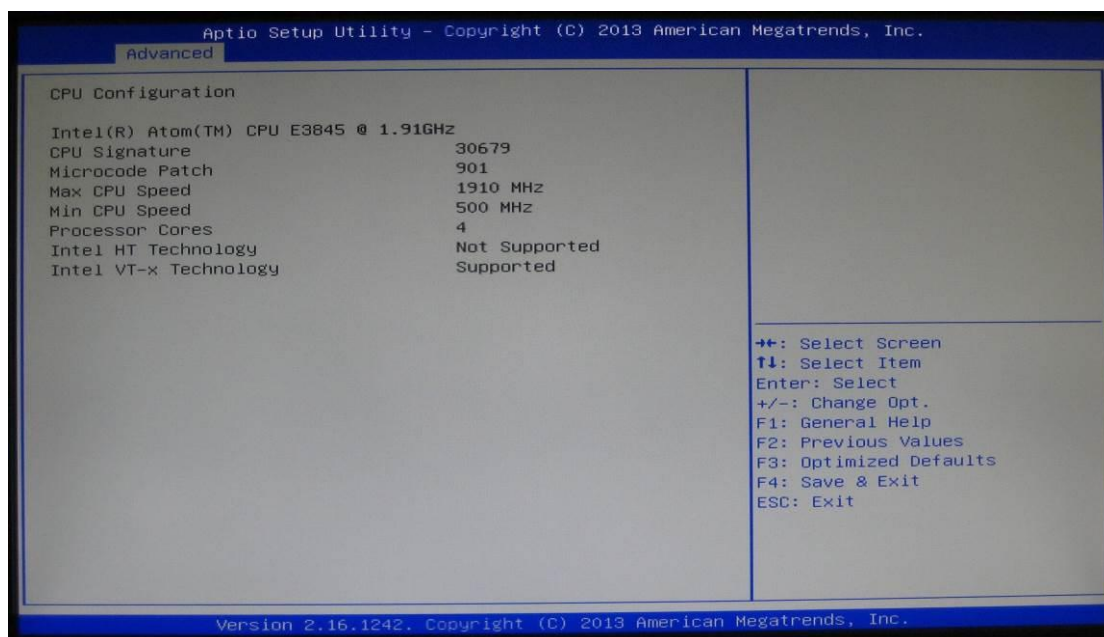 Aptio Setup Utility – Copyright (C) 2013 American Megatrends, Inc.
Advanced
CPU Configuration
Intel(R) Atom(TM) CPU E3845 @ 1.91GHz
CPU Signature 30679
Microcode Patch 901
Max CPU Speed 1910 MHz
Min CPU Speed 500 MHz
Processor Cores 4
Intel HT Technology Not Supported
Intel VT-x Technology Supported
→←: Select Screen
↑↓: Select Item
Enter: Select
+/-: Change Opt.
F1: General Help
F2: Previous Values
F3: Optimized Defaults
F4: Save & Exit
ESC: Exit
Version 2.16.1242. Copyright (C) 2013 American Megatrends, Inc.